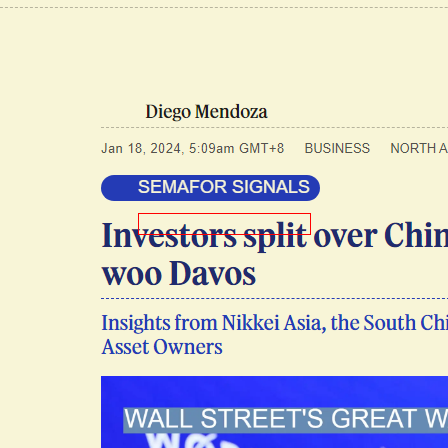 Diego Mendoza
Jan 18, 2024, 5:09am GMT+8 BUSINESS NORTH A
SEMAFOR SIGNALS
Investors split over Chin
woo Davos
Insights from Nikkei Asia, the South Chi
Asset Owners
WALL STREET'S GREAT W